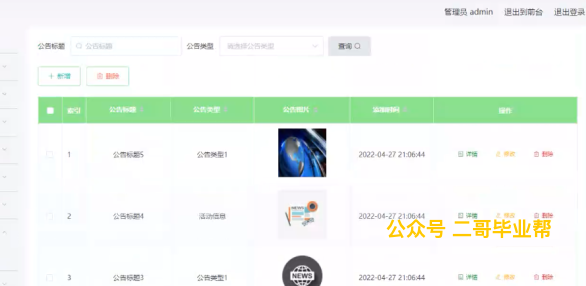 管理员 admin 退出到前台 退出登录
公告标题 公告标题 公告类型 请选择公告类型 查询
+ 新增 删除
索引 公告标题 公告类型 公告图片 添加时间 操作
1 公告标题5 公告类型1 2022-04-27 21:06:44 详情 修改 删除
2 公告标题4 活动信息 2022-04-27 21:06:44 详情 修改 删除
公众号 二哥毕业帮
3 公告标题3 公告类型1 NEWS 2022-04-27 21:06:44 详情 修改 删除